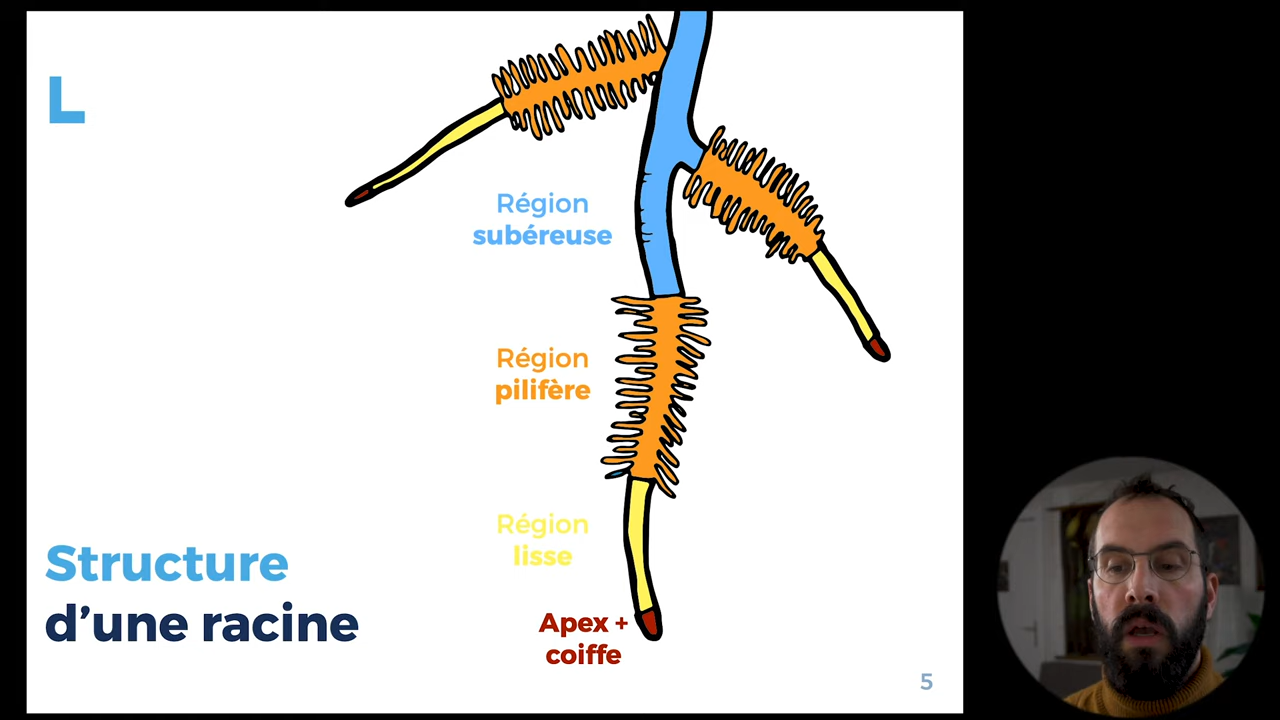 L
Région
subéreuse
Région
pilifère
Région
lisse
Apex +
coiffe
Structure
d'une racine
5